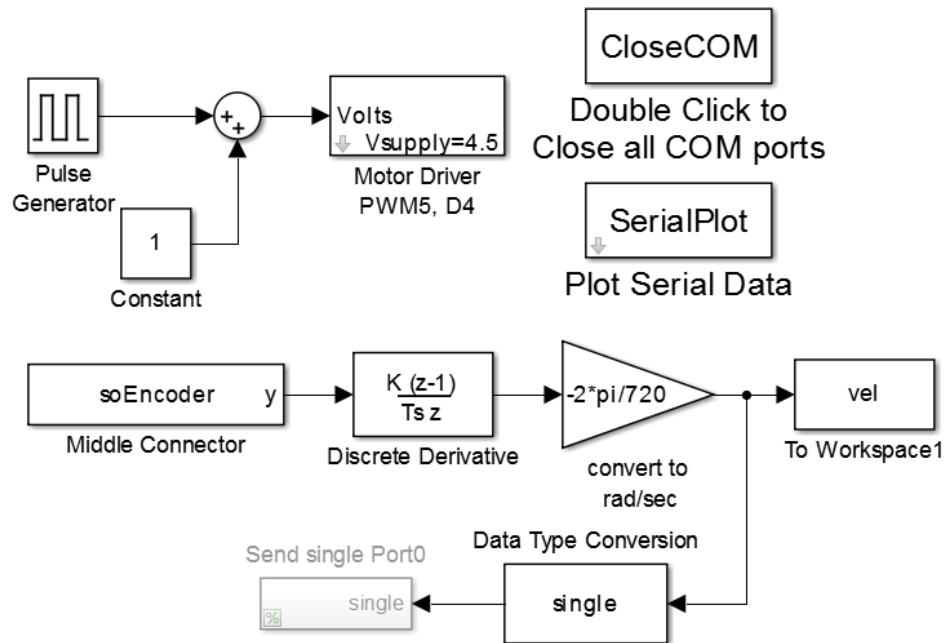 CloseCOM
Double Click to
Close all COM ports
Volts
Vsupply=4.5
Motor Driver
PWM5, D4
Pulse
Generator
1
Constant
SerialPlot
Plot Serial Data
soEncoder y
Middle Connector
K (z-1)
Ts z
Discrete Derivative
-2*pi/720
convert to
rad/sec
vel
To Workspace1
Data Type Conversion
single
Send single Port0
single